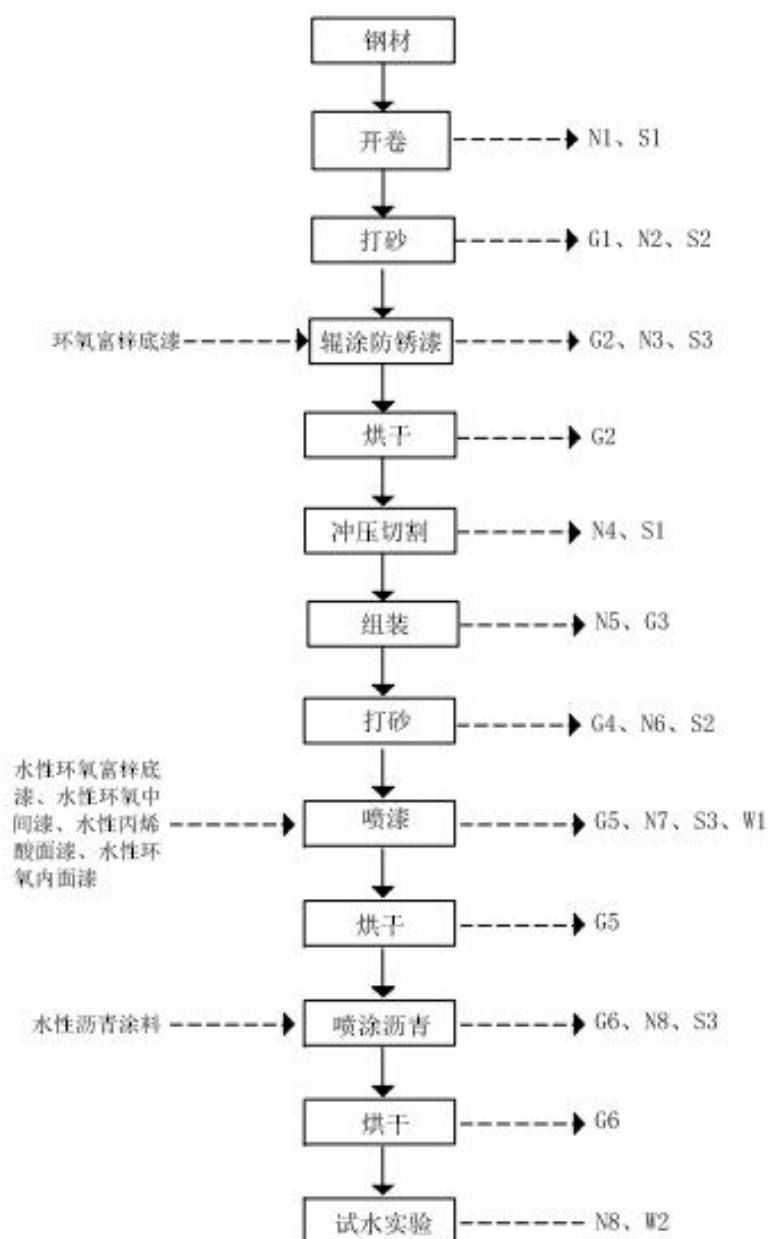 钢材
开卷
N1、S1
打砂
G1、N2、S2
环氧富锌底漆
辊涂防锈漆
G2、N3、S3
烘干
G2
冲压切割
N4、S1
组装
N5、G3
打砂
G4、N6、S2
水性环氧富锌底
漆、水性环氧中
间漆、水性丙烯
酸面漆、水性环
氧内面漆
喷漆
G5、N7、S3、W1
烘干
G5
水性沥青涂料
喷涂沥青
G6、N8、S3
烘干
G6
试水实验
N8、W2